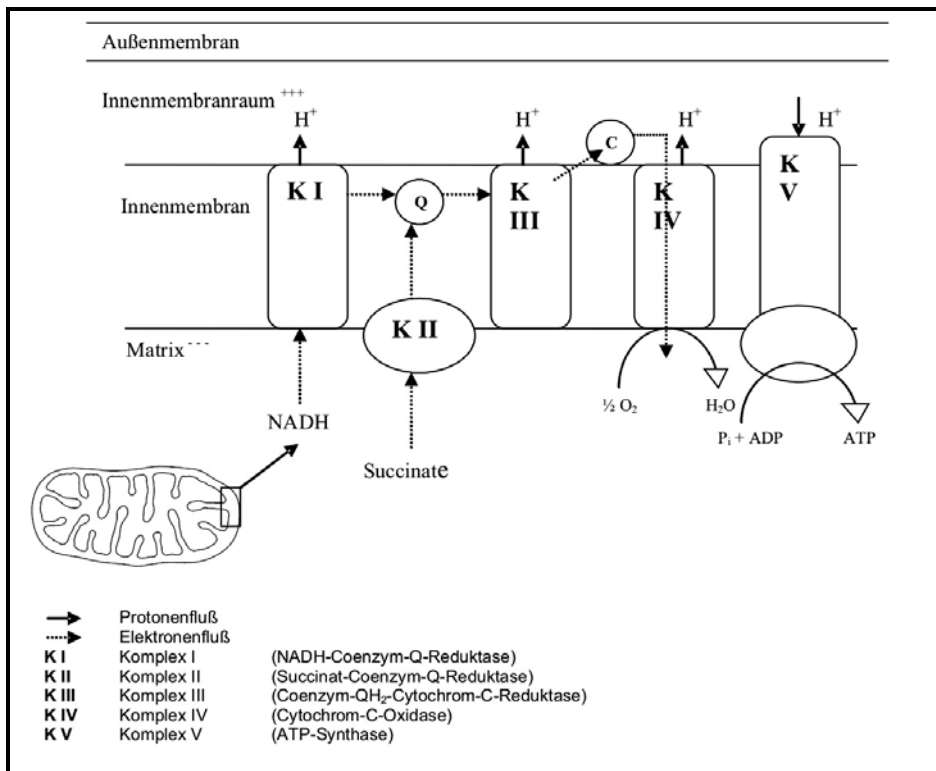 Außenmembran
Innenmembranraum +++
H+ H+ H+ H+
C
K I K III K IV K V
Q
Innenmembran
K II
Matrix - - -
½ O2 H2O
NADH Pi + ADP ATP
Succinate
Protonenfluß
Elektronenfluß
K I Komplex I (NADH-Coenzym-Q-Reduktase)
K II Komplex II (Succinat-Coenzym-Q-Reduktase)
K III Komplex III (Coenzym-QH2-Cytochrom-C-Reduktase)
K IV Komplex IV (Cytochrom-C-Oxidase)
K V Komplex V (ATP-Synthase)